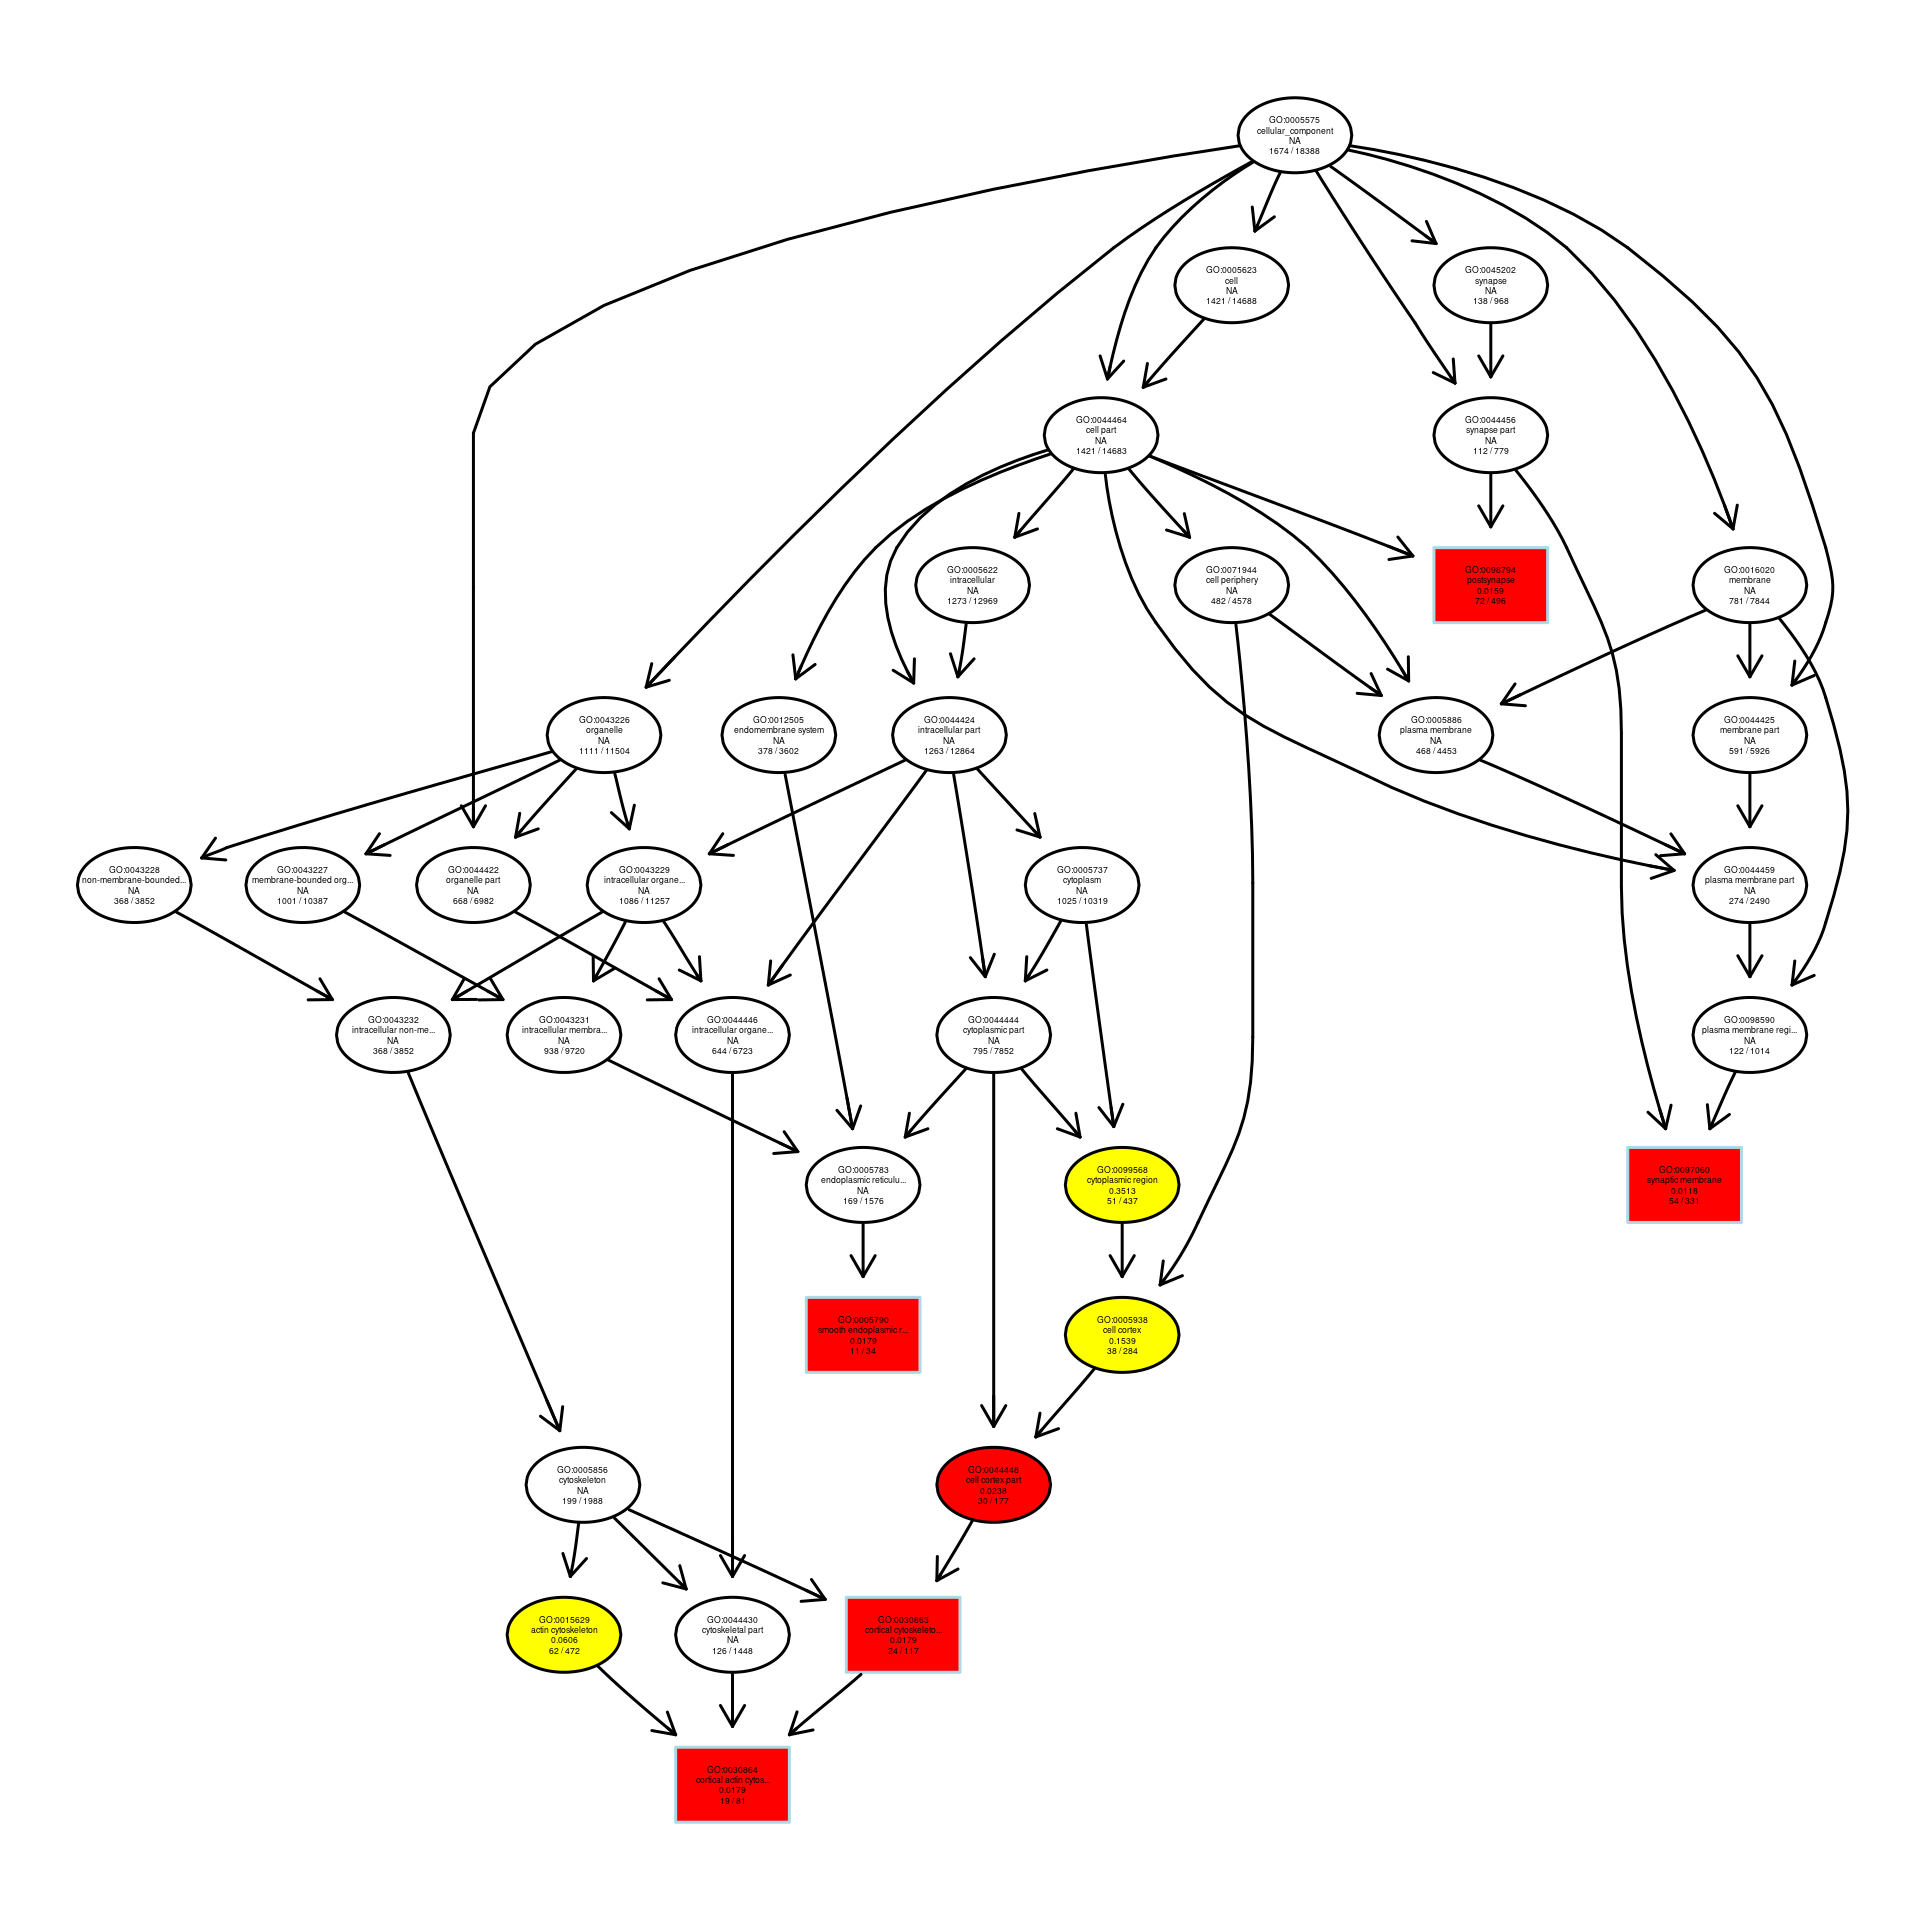 GO:0005575
cellular_component
NA
1674 / 18388
GO:0005623
cell
NA
1421 / 14688
GO:0045202
synapse
NA
138 / 968
GO:0044464
cell part
NA
1421 / 14683
GO:0044456
synapse part
NA
112 / 779
GO:0005622
intracellular
NA
1273 / 12969
GO:0071944
cell periphery
NA
482 / 4578
GO:0098794
postsynapse
0.0159
72 / 496
GO:0016020
membrane
NA
781 / 7844
GO:0043226
organelle
NA
1111 / 11504
GO:0012505
endomembrane system
NA
378 / 3602
GO:0044424
intracellular part
NA
1263 / 12864
GO:0005886
plasma membrane
NA
468 / 4453
GO:0044425
membrane part
NA
591 / 5926
GO:0043228
non-membrane-bounded...
NA
368 / 3852
GO:0043227
membrane-bounded org...
NA
1001 / 10387
GO:0044422
organelle part
NA
668 / 6982
GO:0043229
intracellular organe...
NA
1086 / 11257
GO:0005737
cytoplasm
NA
1025 / 10319
GO:0044459
plasma membrane part
NA
274 / 2490
GO:0043232
intracellular non-me...
NA
368 / 3852
GO:0043231
intracellular membra...
NA
938 / 9720
GO:0044446
intracellular organe...
NA
644 / 6723
GO:0044444
cytoplasmic part
NA
795 / 7852
GO:0098590
plasma membrane regi...
NA
122 / 1014
GO:0005783
endoplasmic reticulu...
NA
169 / 1576
GO:0099568
cytoplasmic region
0.3513
51 / 437
GO:0097060
synaptic membrane
0.0118
54 / 331
GO:0005790
smooth endoplasmic r...
0.0179
11 / 34
GO:0005938
cell cortex
0.1539
38 / 284
GO:0005856
cytoskeleton
NA
199 / 1988
GO:0044448
cell cortex part
0.0238
30 / 177
GO:0015629
actin cytoskeleton
0.0606
62 / 472
GO:0044430
cytoskeletal part
NA
126 / 1448
GO:0030863
cortical cytoskeleto...
0.0179
24 / 117
GO:0030864
cortical actin cytos...
0.0179
19 / 81